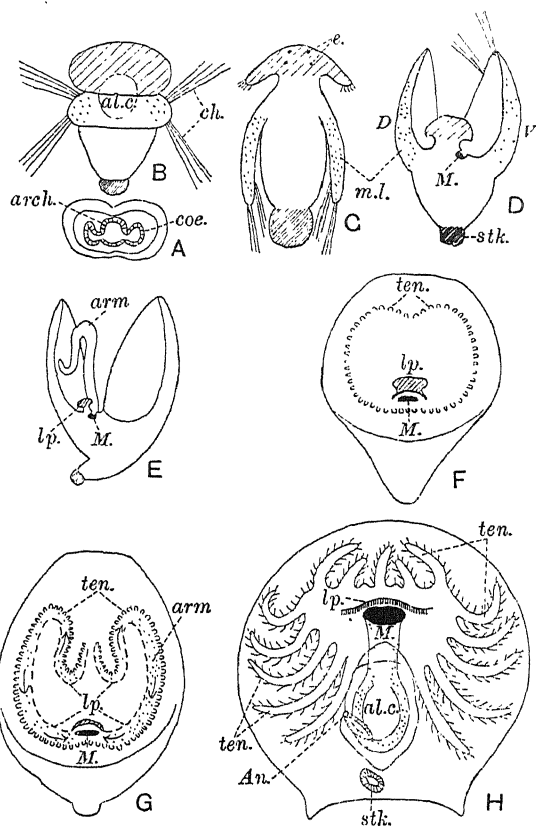 e.
al.c.
ch.
D
V
B
M.
m.l.
arch.
coe.
C
D
A
stk.
arm
ten.
lp.
lp.
M.
M.
E
F
ten.
ten.
arm
lp.
M.
lp.
M.
al.c.
ten.
An.
G
stk.
H